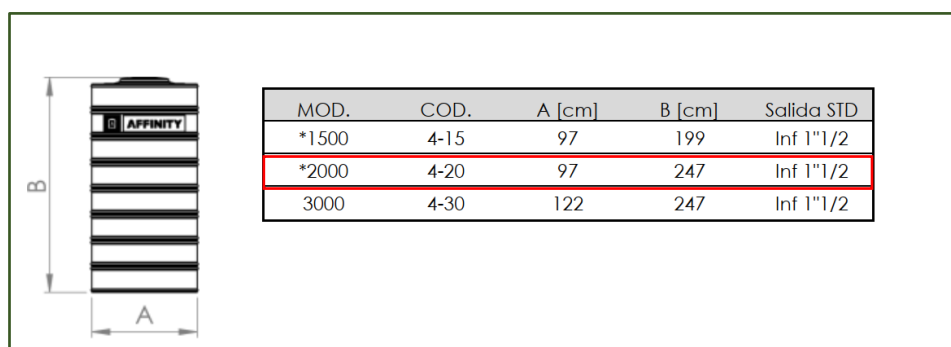 AFFINITY
B
A
MOD. COD. A [cm] B [cm] Salida STD
*1500 4-15 97 199 Inf 1"1/2
*2000 4-20 97 247 Inf 1"1/2
3000 4-30 122 247 Inf 1"1/2